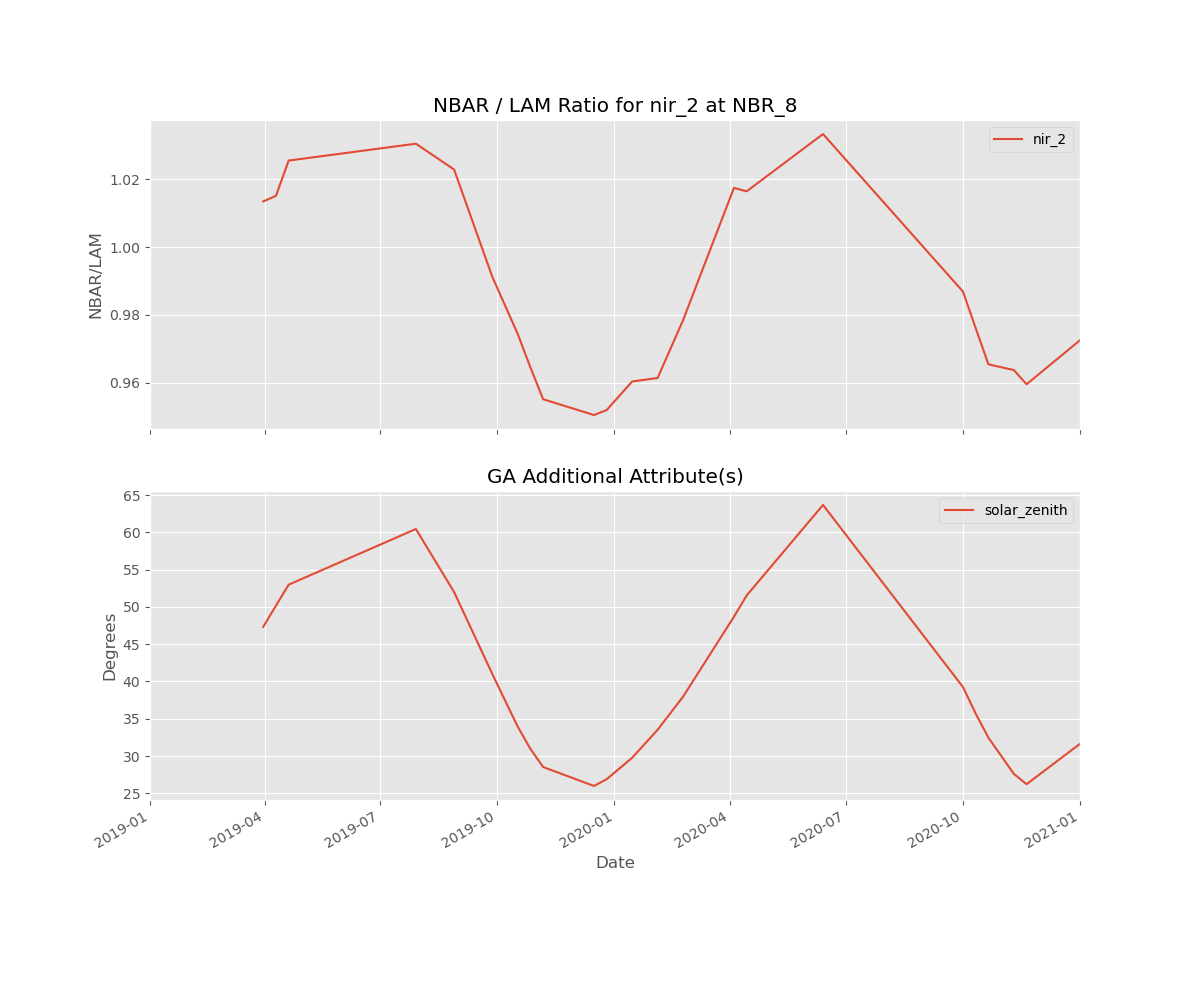 NBAR / LAM Ratio for nir_2 at NBR_8
nir_2
NBAR/LAM
1.02
1.00
0.98
0.96
GA Additional Attribute(s)
solar_zenith
Degrees
65
60
55
50
45
40
35
30
25
2019-01 2019-04 2019-07 2019-10 2020-01 2020-04 2020-07 2020-10 2021-01
Date